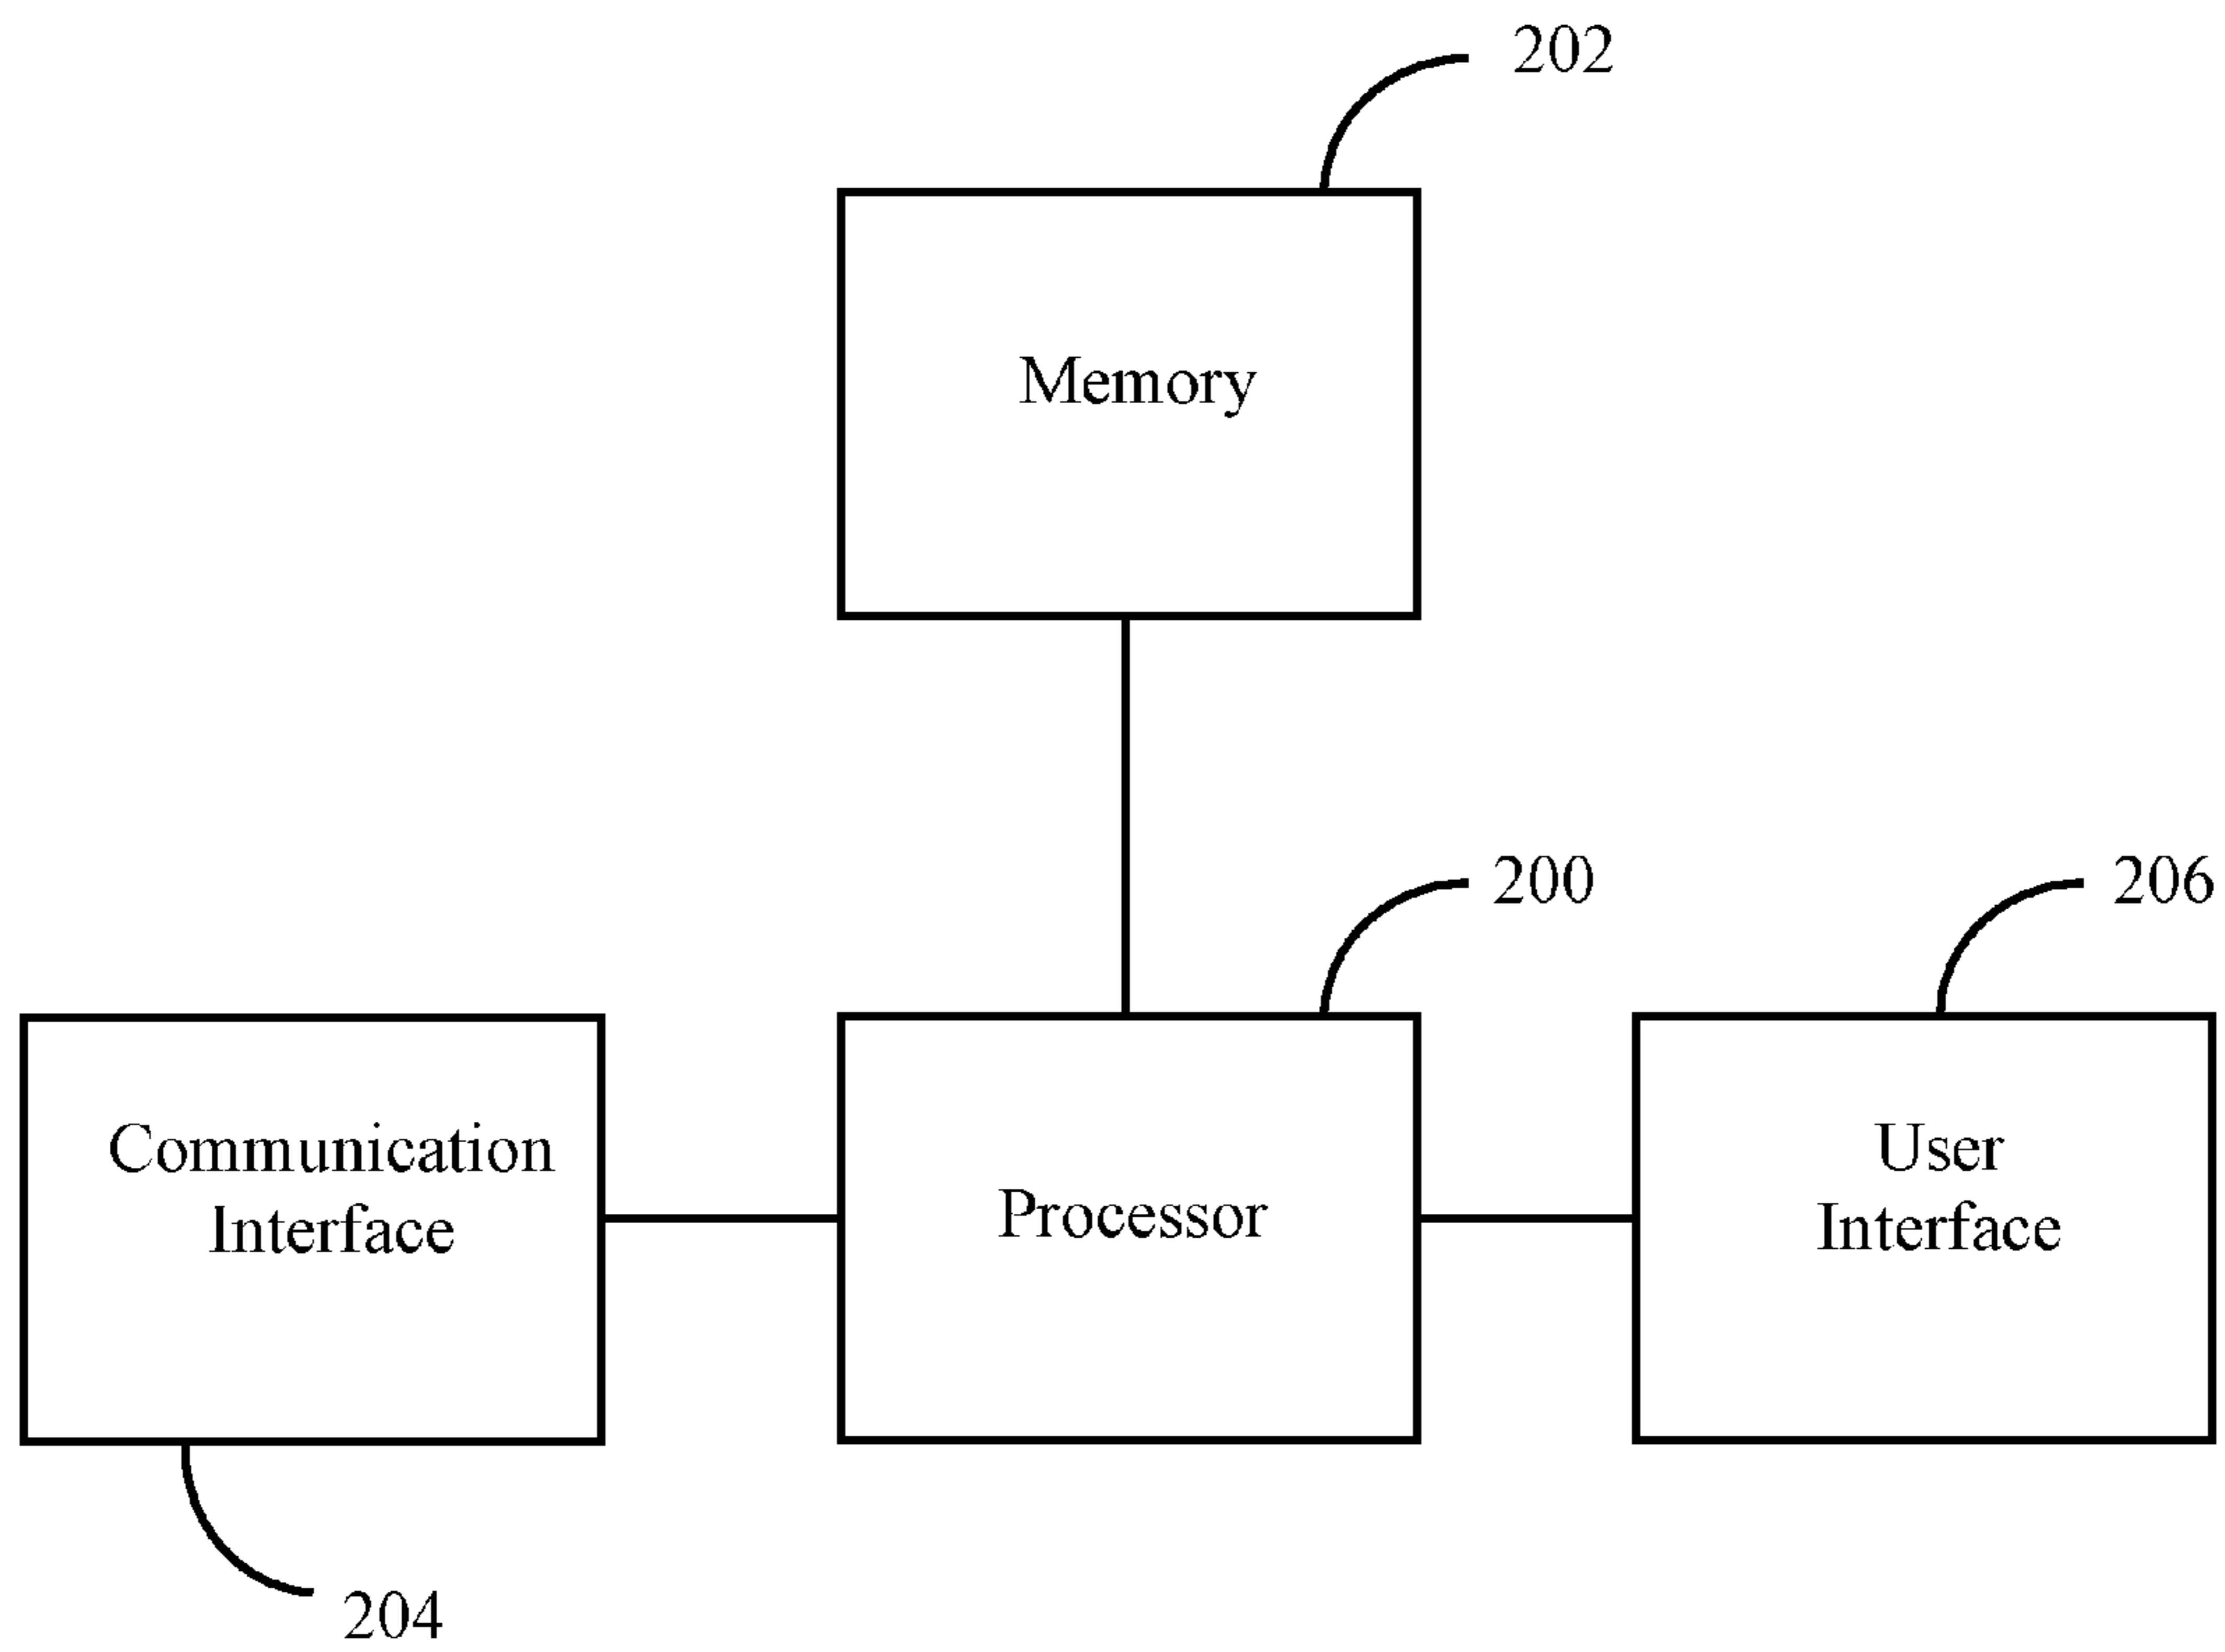 202
Memory
200
206
Communication
Interface
Processor
User
Interface
204